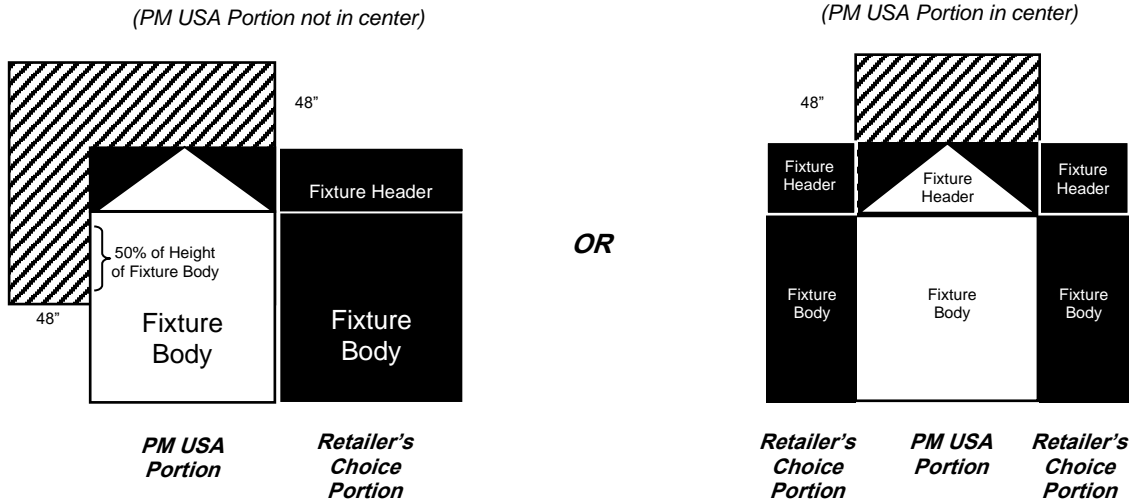 (PM USA Portion not in center)
48”
Fixture Header
50% of Height
of Fixture Body
48”
Fixture
Body
Fixture
Body
PM USA
Portion
Retailer’s
Choice
Portion
OR
(PM USA Portion in center)
48”
Fixture
Header
Fixture
Header
Fixture
Header
Fixture
Body
Fixture
Body
Fixture
Body
Retailer’s
Choice
Portion
PM USA
Portion
Retailer’s
Choice
Portion